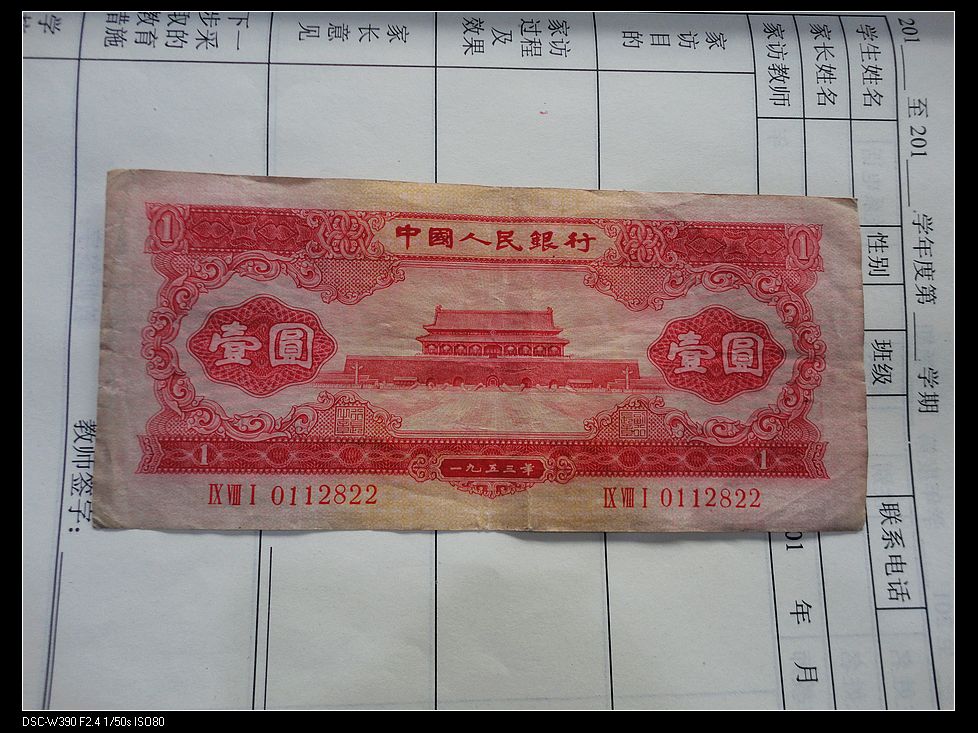 中國人民銀行
1
1
壹圓
壹圓
1
1
一九五三年
IX VIII I 0112822
IX VIII I 0112822
201 至 201 学年度第 学期
学生姓名
性别
班级
联系电话
家长姓名
家访教师
01 年 月
家访目的
家访过程及效果
家长意见
下一步采取的教育措施
教师签字：
DSC-W390 F2.4 1/50s ISO80